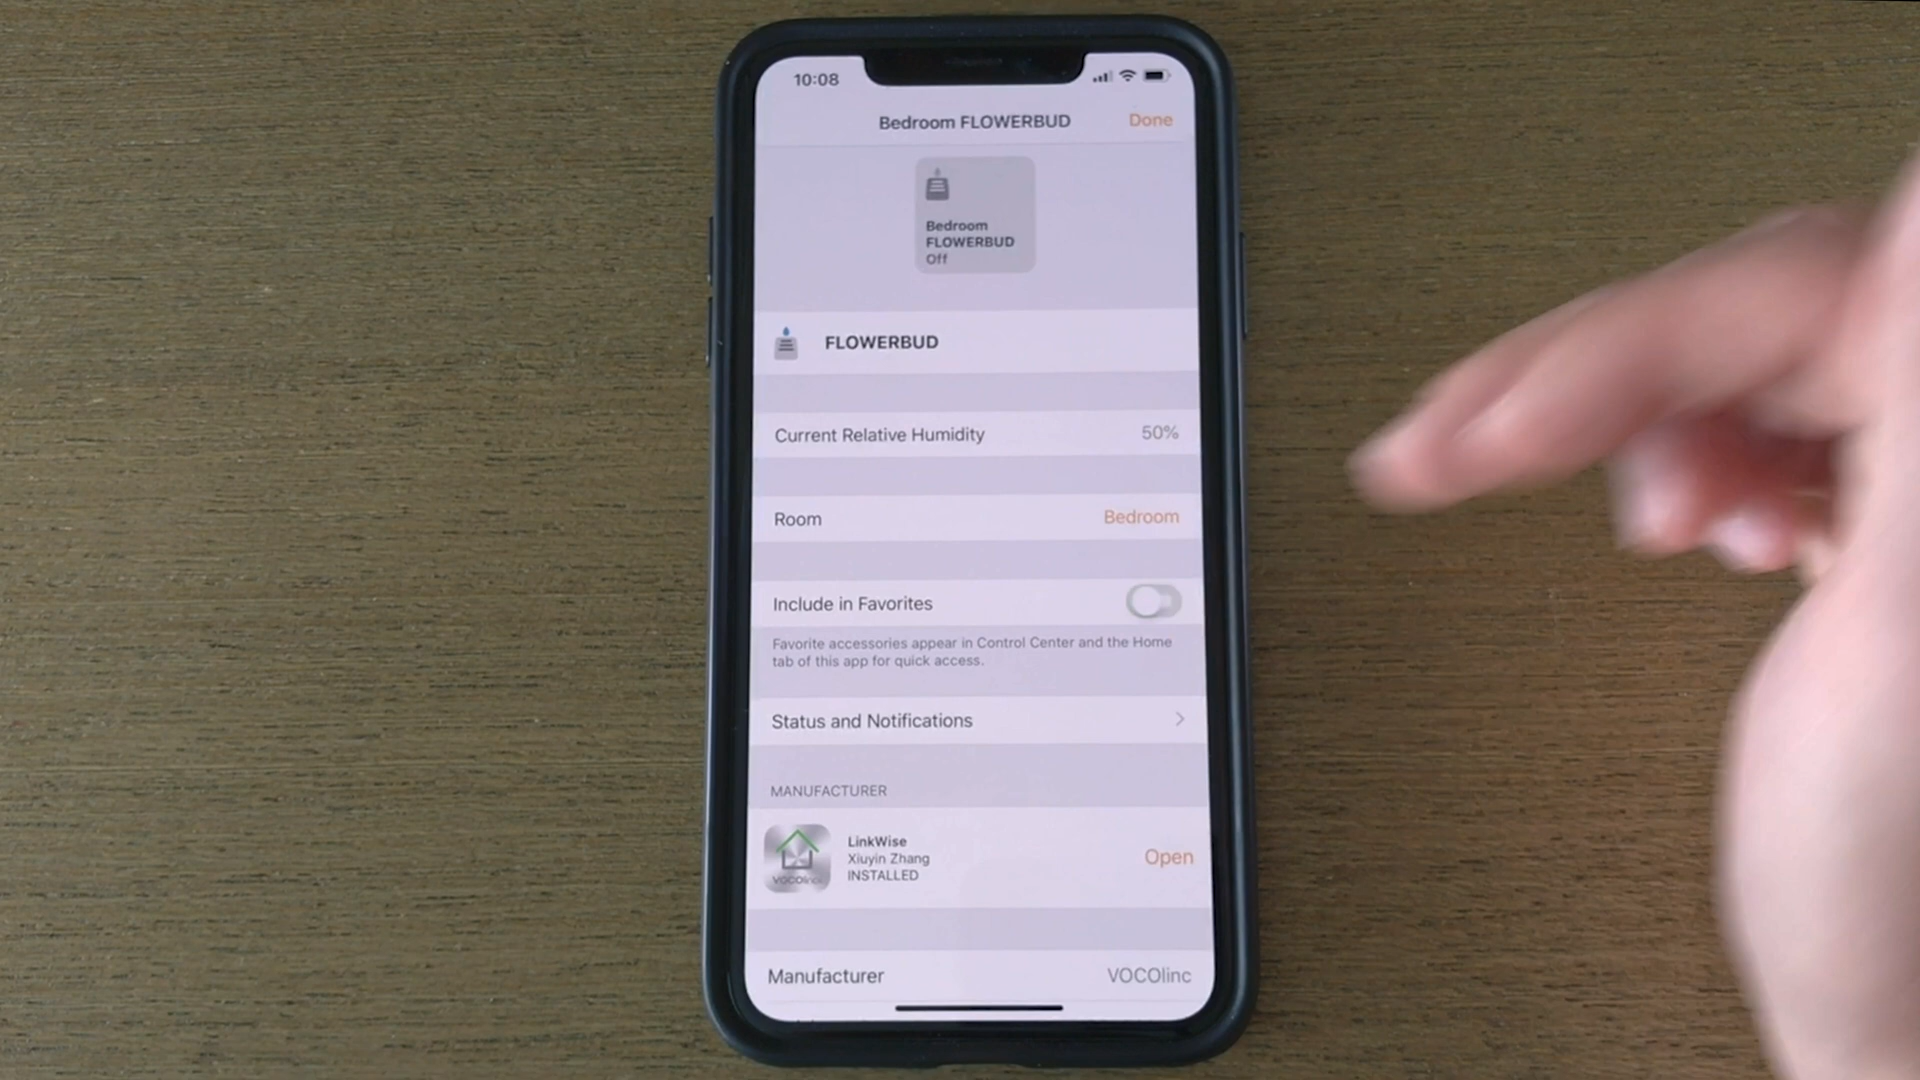 10:08
Bedroom FLOWERBUD
Done
Bedroom
FLOWERBUD
Off
FLOWERBUD
Current Relative Humidity
50%
Room
Bedroom
Include in Favorites
Favorite accessories appear in Control Center and the Home
tab of this app for quick access.
Status and Notifications
MANUFACTURER
LinkWise
Xiuyin Zhang
INSTALLED
VOCOlinc
Open
Manufacturer
VOCOlinc